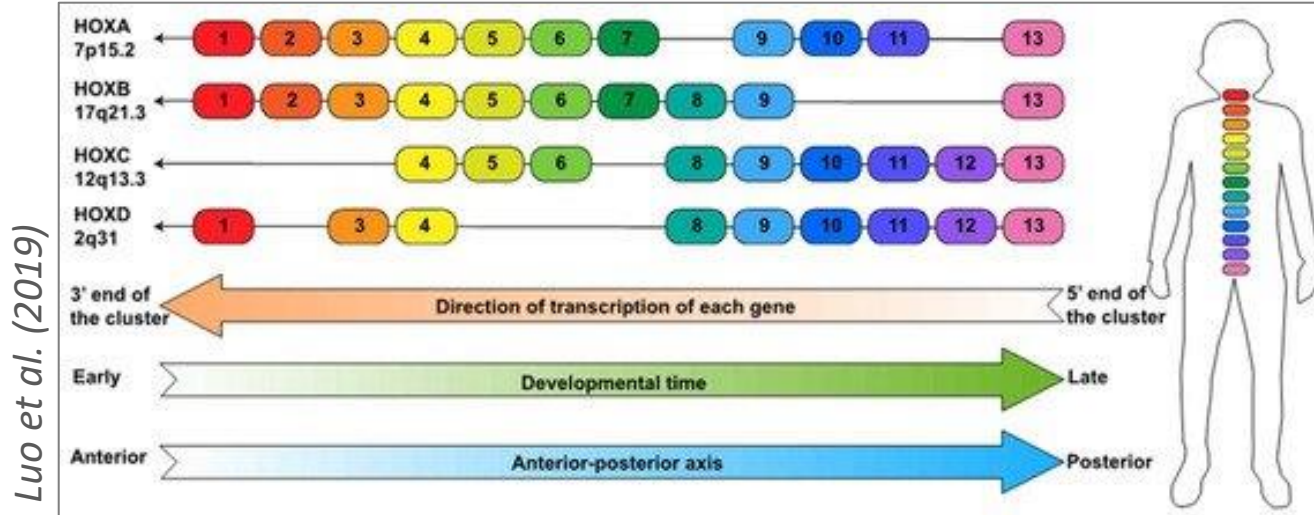 Luo et al. (2019)
HOXA
7p15.2
1 2 3 4 5 6 7 9 10 11 13
HOXB
17q21.3
1 2 3 4 5 6 7 8 9 13
HOXC
12q13.3
4 5 6 8 9 10 11 12 13
HOXD
2q31
1 3 4 8 9 10 11 12 13
3' end of
the cluster
Direction of transcription of each gene
5' end of
the cluster
Early
Developmental time
Late
Anterior
Anterior-posterior axis
Posterior